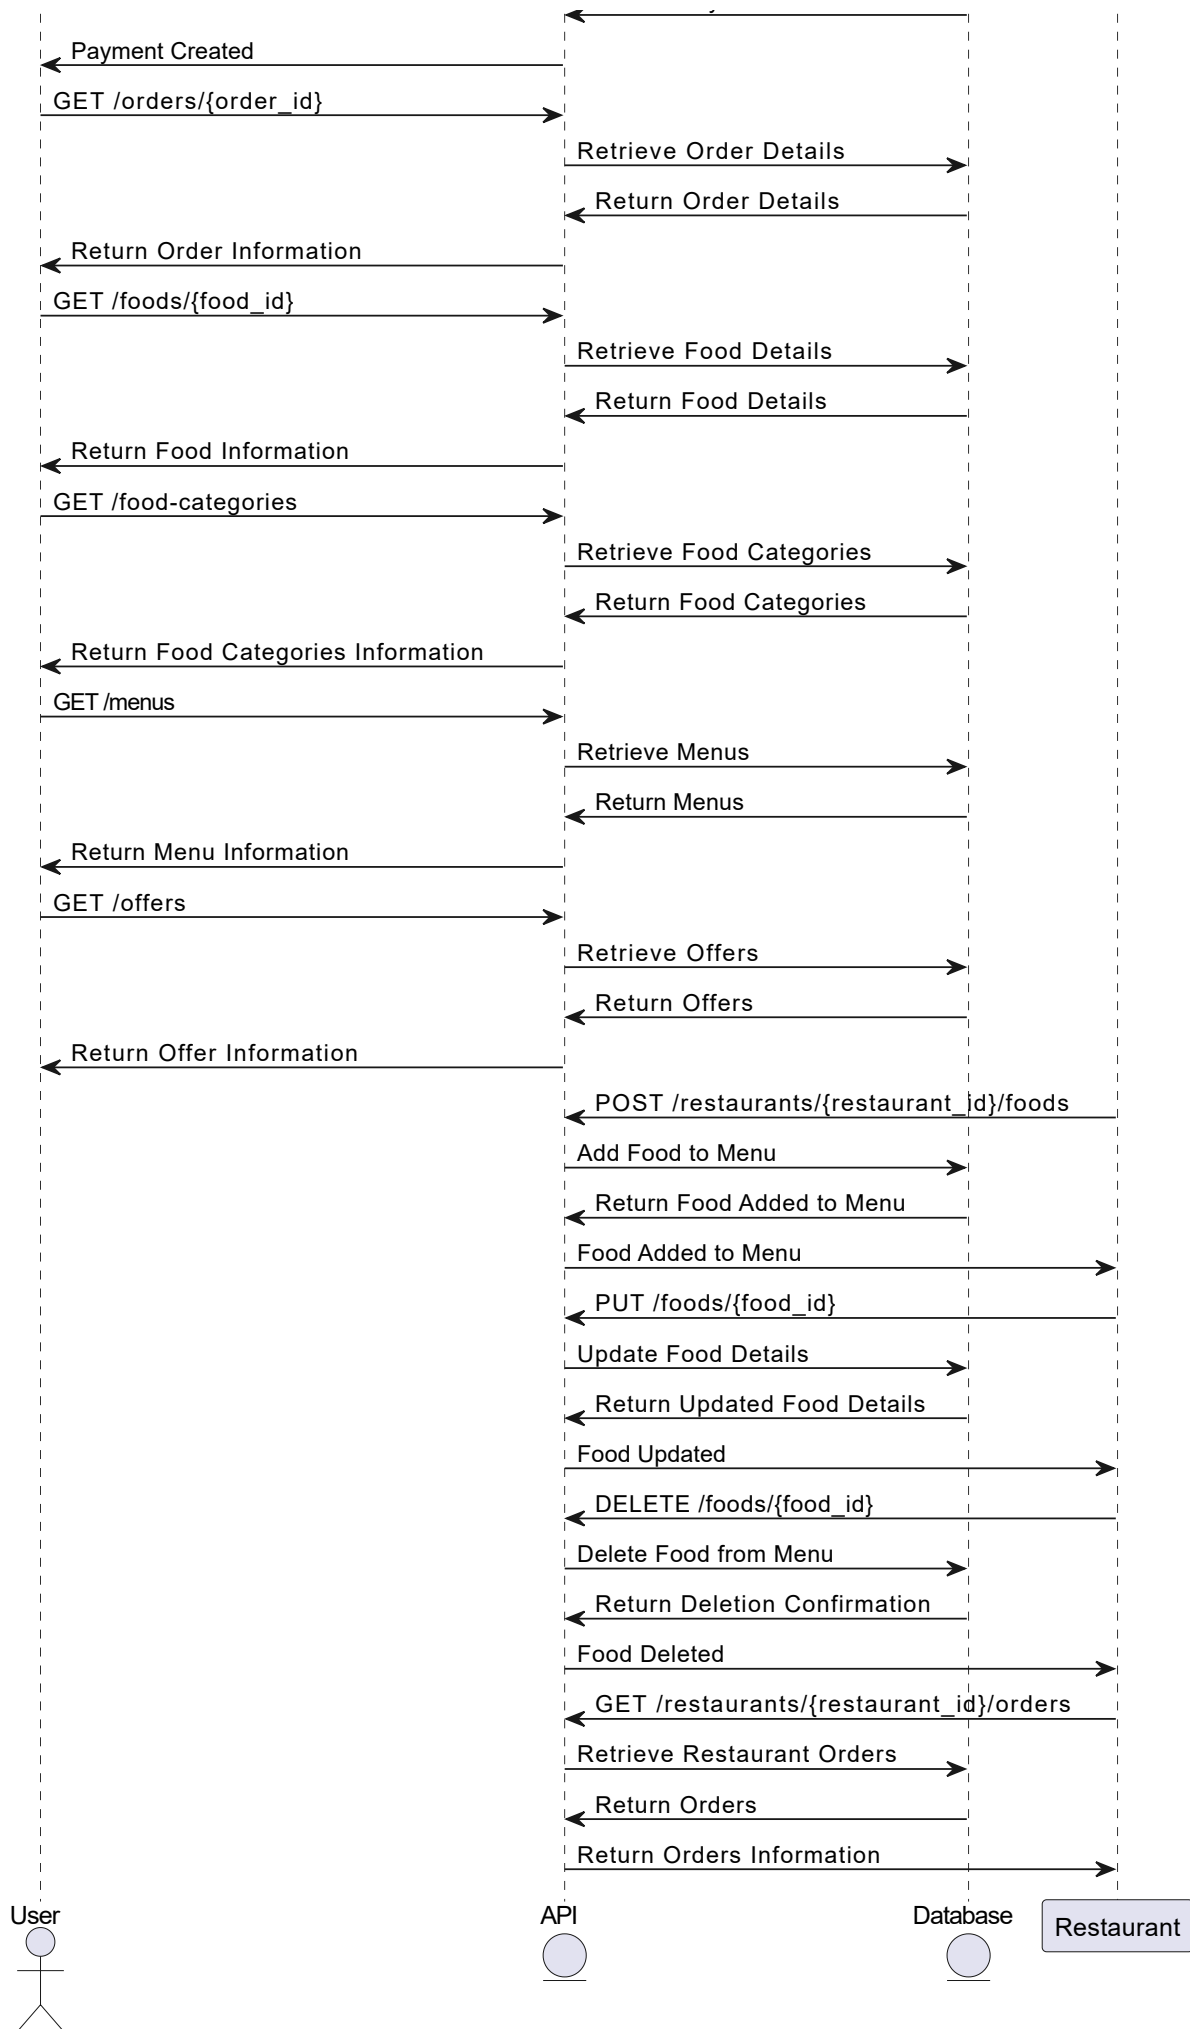 Payment Created
GET /orders/{order_id}
Retrieve Order Details
Return Order Details
Return Order Information
GET /foods/{food_id}
Retrieve Food Details
Return Food Details
Return Food Information
GET /food-categories
Retrieve Food Categories
Return Food Categories
Return Food Categories Information
GET /menus
Retrieve Menus
Return Menus
Return Menu Information
GET /offers
Retrieve Offers
Return Offers
Return Offer Information
POST /restaurants/{restaurant_id}/foods
Add Food to Menu
Return Food Added to Menu
Food Added to Menu
PUT /foods/{food_id}
Update Food Details
Return Updated Food Details
Food Updated
DELETE /foods/{food_id}
Delete Food from Menu
Return Deletion Confirmation
Food Deleted
GET /restaurants/{restaurant_id}/orders
Retrieve Restaurant Orders
Return Orders
Return Orders Information
User
API
Database
Restaurant